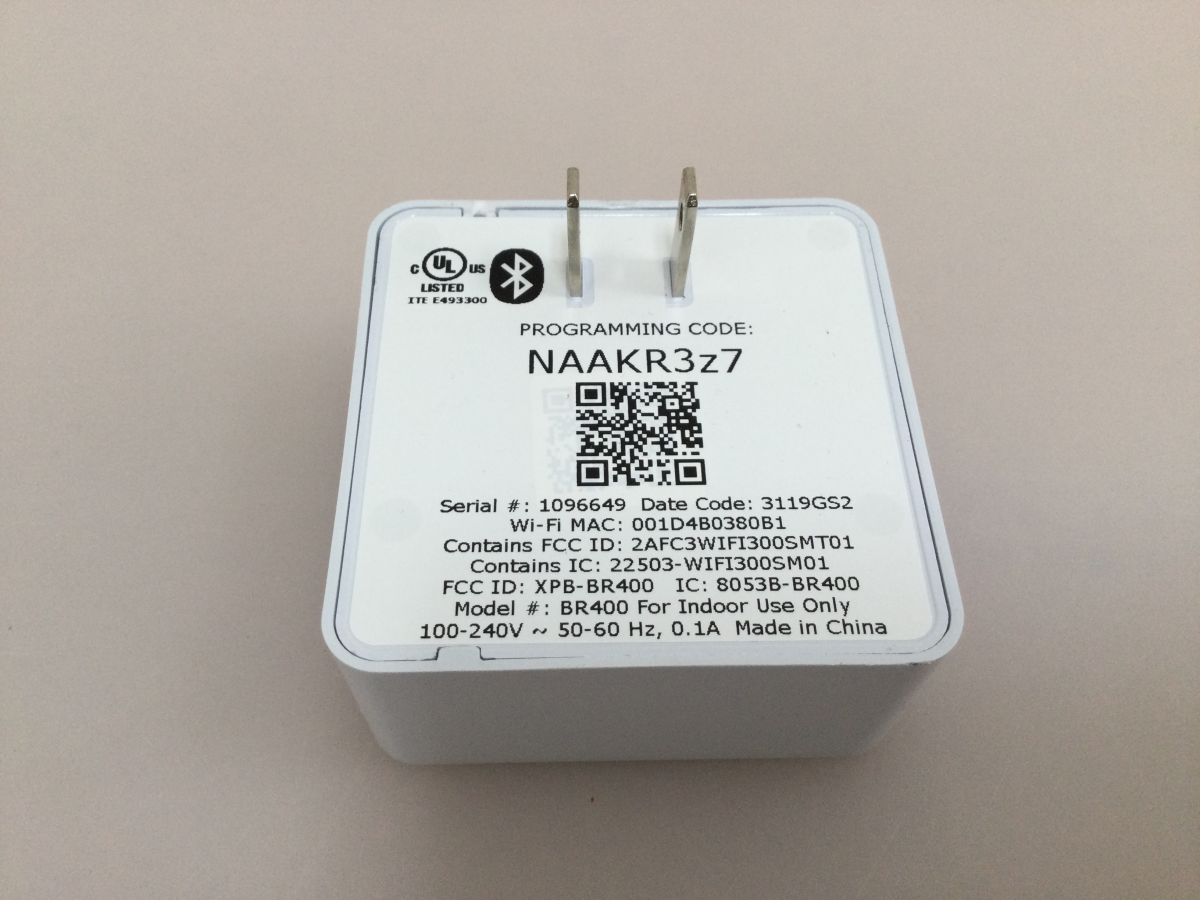 C UL US
LISTED
ITE E493300
PROGRAMMING CODE:
NAAKR3z7
Serial #: 1096649 Date Code: 3119GS2
Wi-Fi MAC: 001D4B0380B1
Contains FCC ID: 2AFC3WIFI300SMT01
Contains IC: 22503-WIFI300SM01
FCC ID: XPB-BR400 IC: 8053B-BR400
Model #: BR400 For Indoor Use Only
100-240V ~ 50-60 Hz, 0.1A Made in China